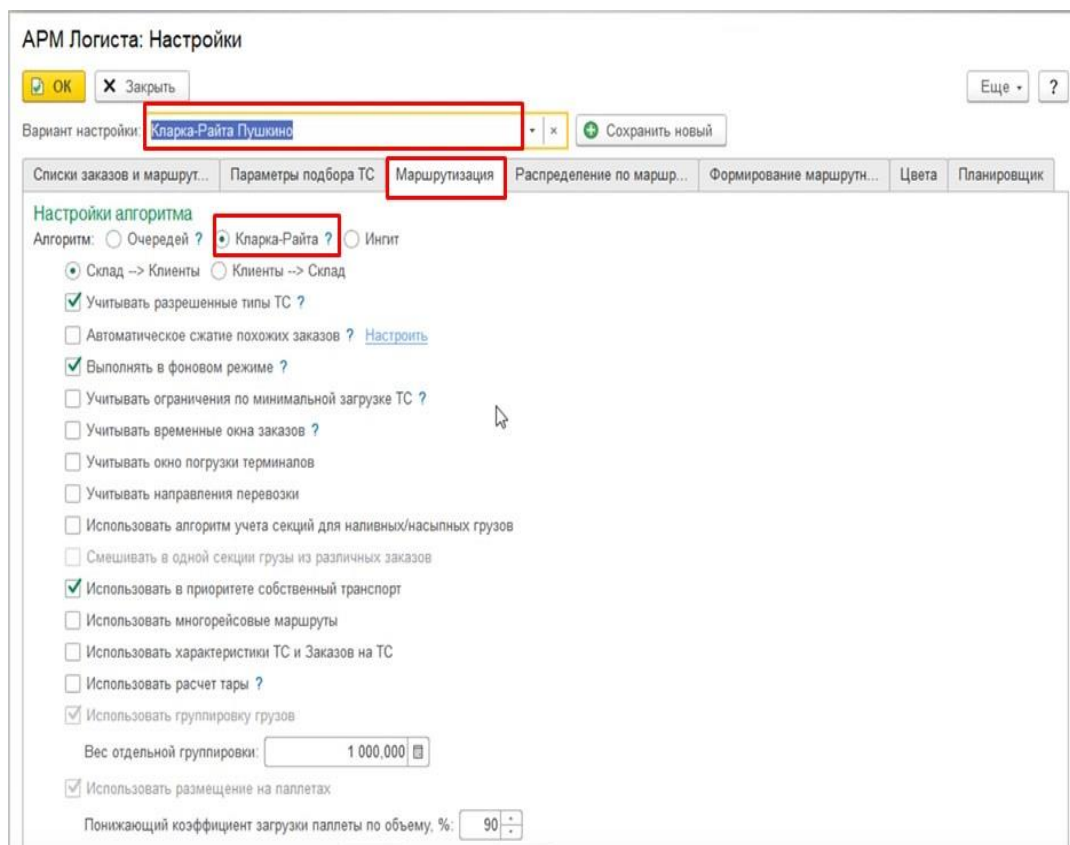 АРМ Логиста: Настройки
ОК Закрыть Еще ?
Вариант настройки: Кларка-Райта Пушкино Сохранить новый
Списки заказов и маршрут... Параметры подбора ТС Маршрутизация Распределение по маршр... Формирование маршрутн... Цвета Планировщик
Настройки алгоритма
Алгоритм: Очередей ? Кларка-Райта ? Ингит
Склад --> Клиенты Клиенты --> Склад
Учитывать разрешенные типы ТС ?
Автоматическое сжатие похожих заказов ? Настроить
Выполнять в фоновом режиме ?
Учитывать ограничения по минимальной загрузке ТС ?
Учитывать временные окна заказов ?
Учитывать окно погрузки терминалов
Учитывать направления перевозки
Использовать алгоритм учета секций для наливных/насыпных грузов
Смешивать в одной секции грузы из различных заказов
Использовать в приоритете собственный транспорт
Использовать многорейсовые маршруты
Использовать характеристики ТС и Заказов на ТС
Использовать расчет тары ?
Использовать группировку грузов
Вес отдельной группировки: 1 000,000
Использовать размещение на паллетах
Понижающий коэффициент загрузки паллеты по объему, %: 90